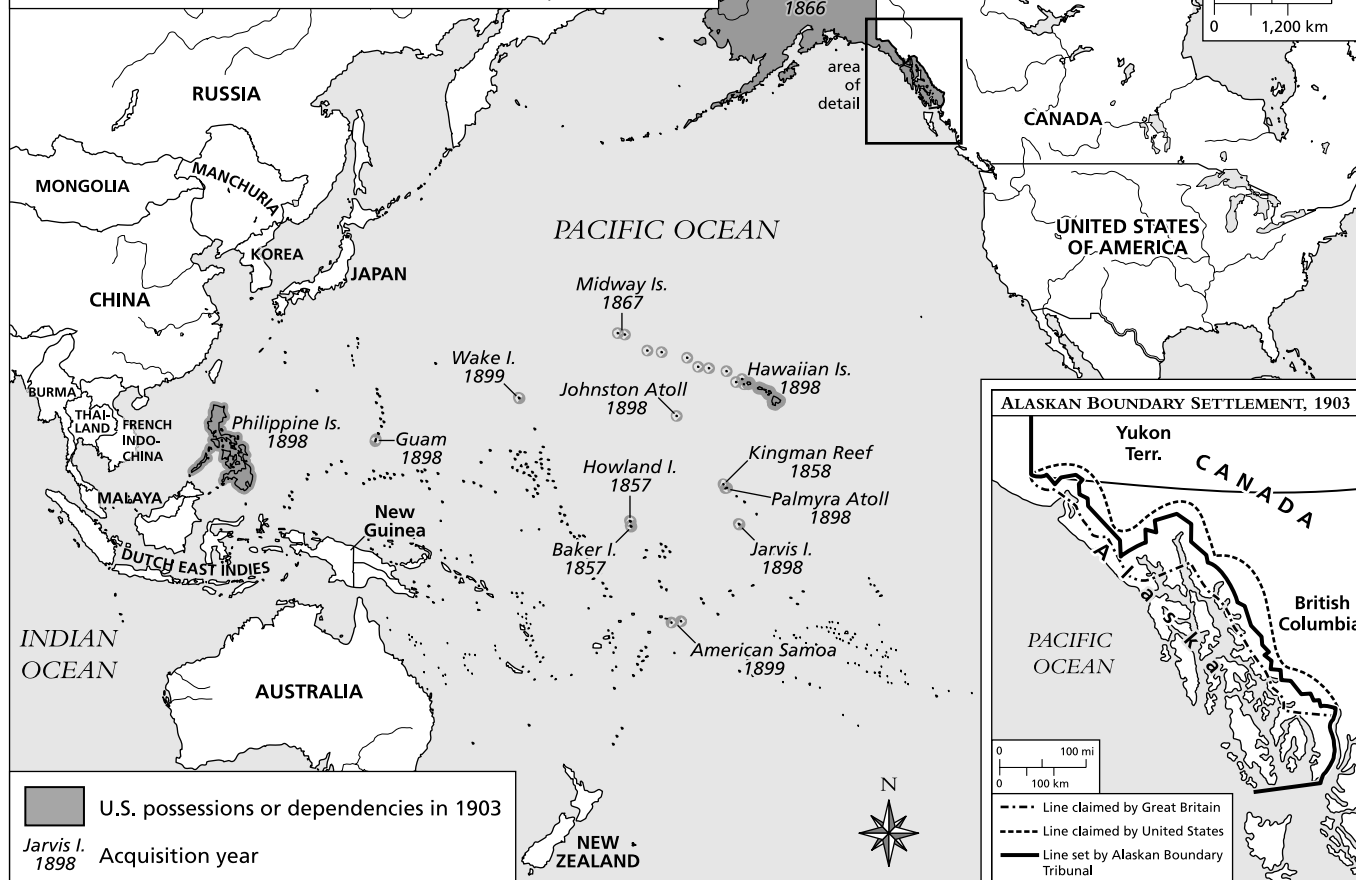 1866
0
1,200 km
area
of
detail
RUSSIA
CANADA
MONGOLIA
MANCHURIA
PACIFIC OCEAN
UNITED STATES
OF AMERICA
KOREA
JAPAN
CHINA
Midway Is.
1867
Wake I.
1899
Hawaiian Is.
1898
Johnston Atoll
1898
BURMA
THAI-
LAND
FRENCH
INDO-
CHINA
Philippine Is.
1898
Guam
1898
Howland I.
1857
Kingman Reef
1858
Palmyra Atoll
1898
MALAYA
New
Guinea
Baker I.
1857
Jarvis I.
1898
DUTCH EAST INDIES
INDIAN
OCEAN
American Samoa
1899
AUSTRALIA
NEW
ZEALAND
N
U.S. possessions or dependencies in 1903
Jarvis I.
1898
Acquisition year
ALASKAN BOUNDARY SETTLEMENT, 1903
Yukon
Terr.
CANADA
Alaska
British
Columbia
PACIFIC
OCEAN
0 100 mi
0 100 km
Line claimed by Great Britain
Line claimed by United States
Line set by Alaskan Boundary
Tribunal